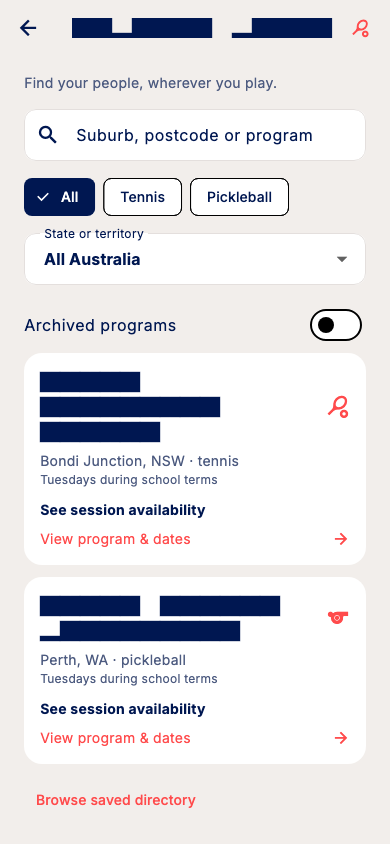 Find your people, wherever you play.
Suburb, postcode or program
All
Tennis
Pickleball
State or territory
All Australia
Archived programs
Bondi Junction, NSW · tennis
Tuesdays during school terms
See session availability
View program & dates
Perth, WA · pickleball
Tuesdays during school terms
See session availability
View program & dates
Browse saved directory